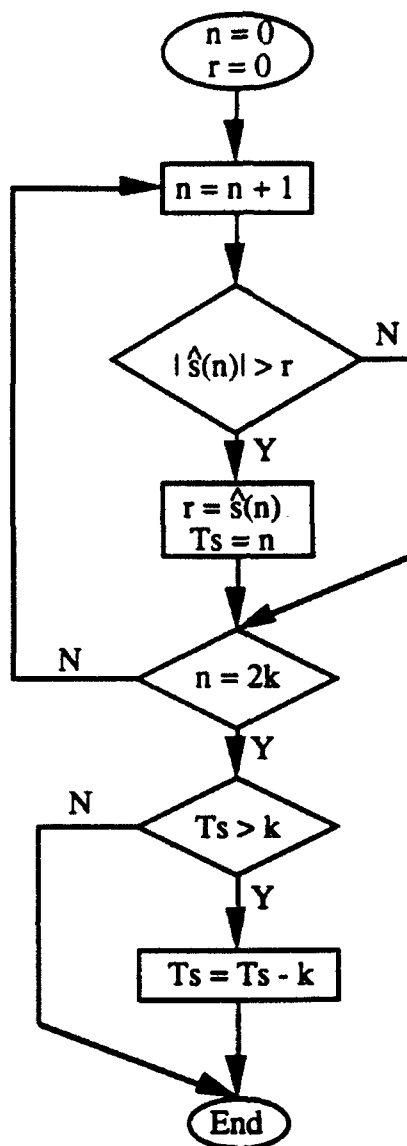 n = 0
r = 0
n = n + 1
| ŝ(n)| > r
N
Y
r = ŝ(n)
Ts = n
N
n = 2k
Y
N
Ts > k
Y
Ts = Ts - k
End